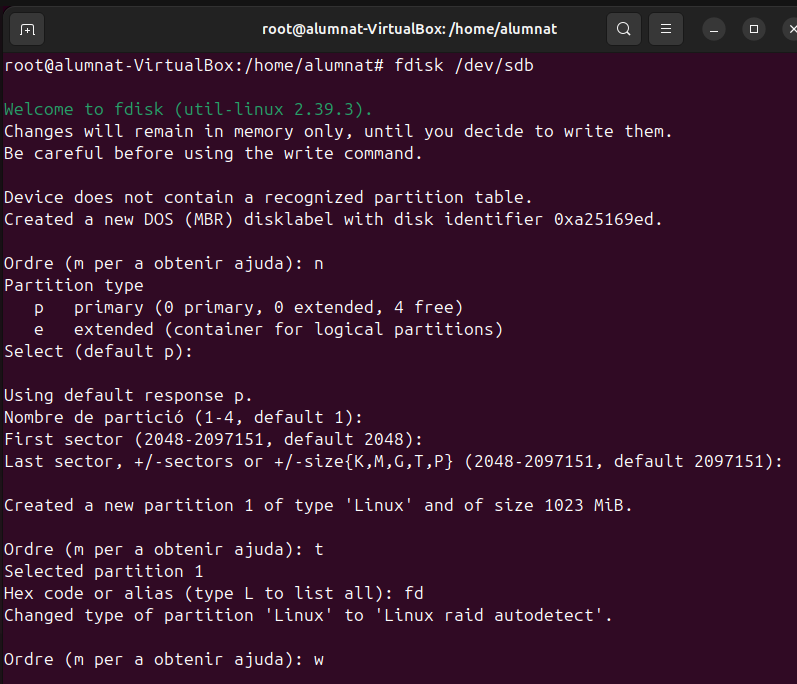 root@alumnat-VirtualBox: /home/alumnat
root@alumnat-VirtualBox:/home/alumnat# fdisk /dev/sdb
Welcome to fdisk (util-linux 2.39.3).
Changes will remain in memory only, until you decide to write them.
Be careful before using the write command.
Device does not contain a recognized partition table.
Created a new DOS (MBR) disklabel with disk identifier 0xa25169ed.
Ordre (m per a obtenir ajuda): n
Partition type
p   primary (0 primary, 0 extended, 4 free)
e   extended (container for logical partitions)
Select (default p):
Using default response p.
Nombre de partició (1-4, default 1):
First sector (2048-2097151, default 2048):
Last sector, +/-sectors or +/-size{K,M,G,T,P} (2048-2097151, default 2097151):
Created a new partition 1 of type 'Linux' and of size 1023 MiB.
Ordre (m per a obtenir ajuda): t
Selected partition 1
Hex code or alias (type L to list all): fd
Changed type of partition 'Linux' to 'Linux raid autodetect'.
Ordre (m per a obtenir ajuda): w